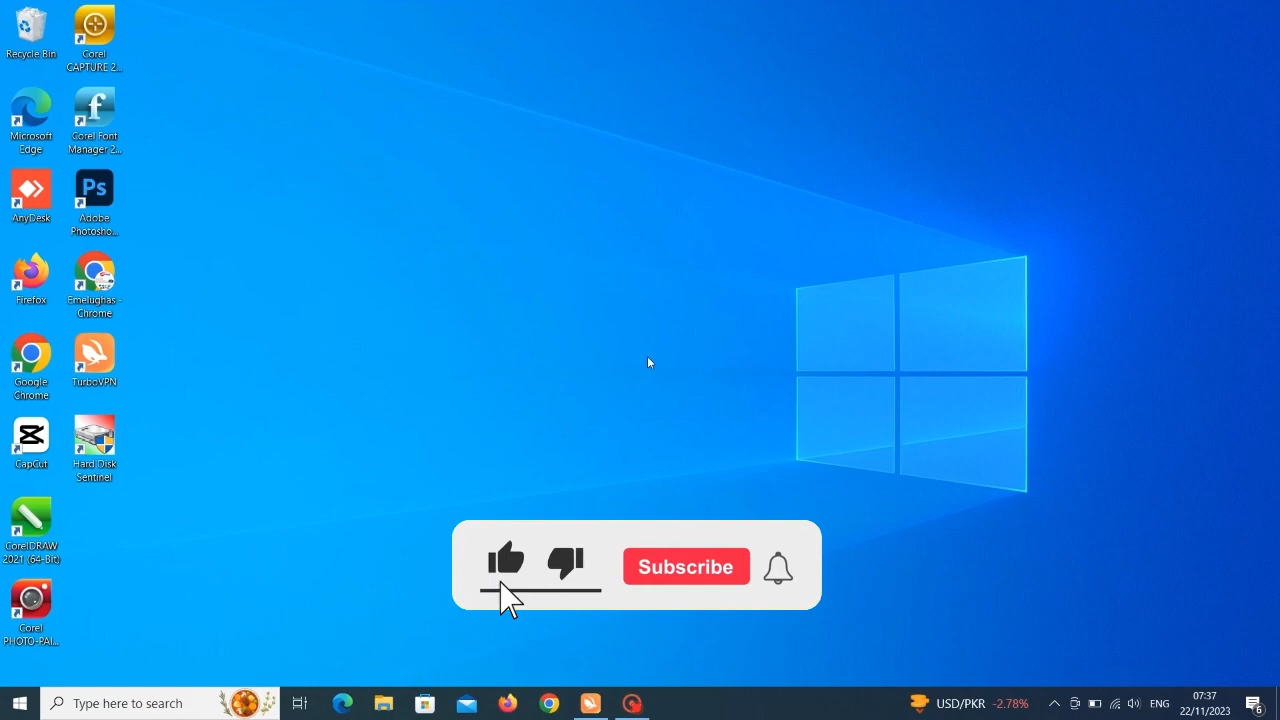 Recycle Bin
Corel
CAPTURE 2...
Microsoft
Edge
Corel Font
Manager 2...
AnyDesk
Ps
Adobe
Photosho...
Firefox
Emelughas -
Chrome
Google
Chrome
TurboVPN
CapCut
Hard Disk
Sentinel
CorelDRAW
2021 (64-Bit)
Corel
PHOTO-PAI...
Subscribe
Type here to search
USD/PKR -2.78%
ENG
07:37
22/11/2023
6